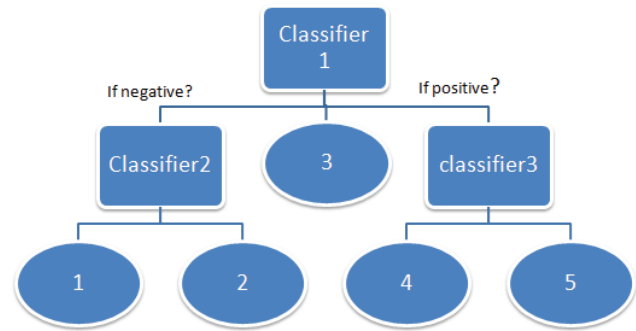 Classifier
1
If negative?
If positive?
Classifier2
3
classifier3
1
2
4
5